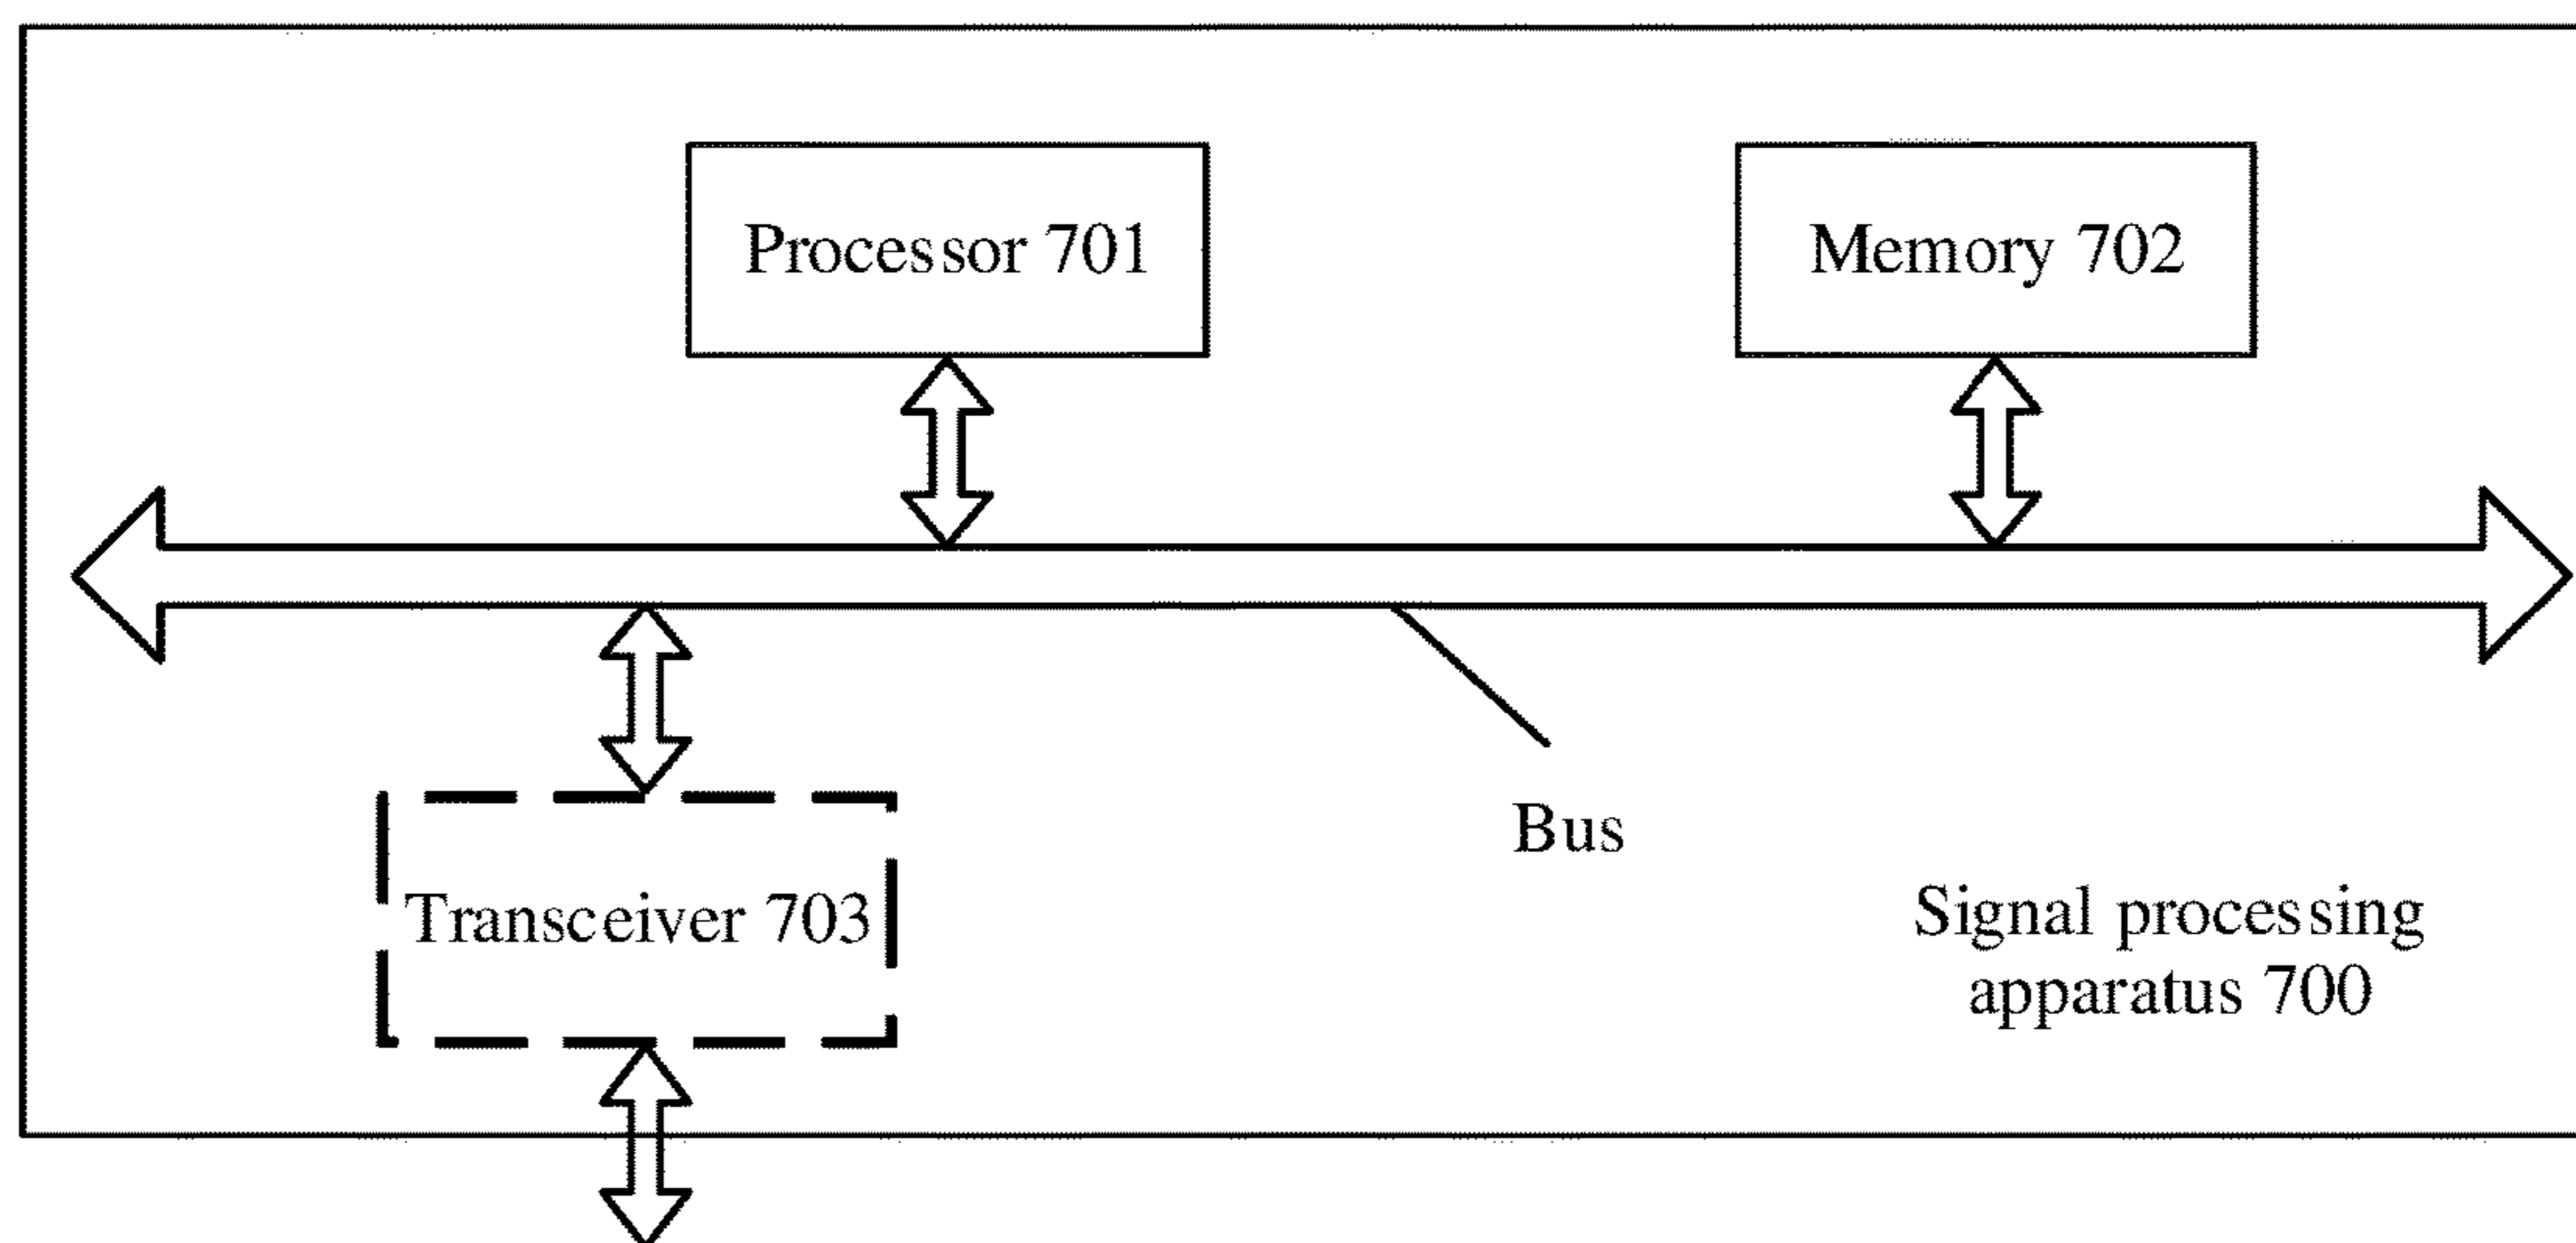 Processor 701
Memory 702
Bus
Transceiver 703
Signal processing
apparatus 700